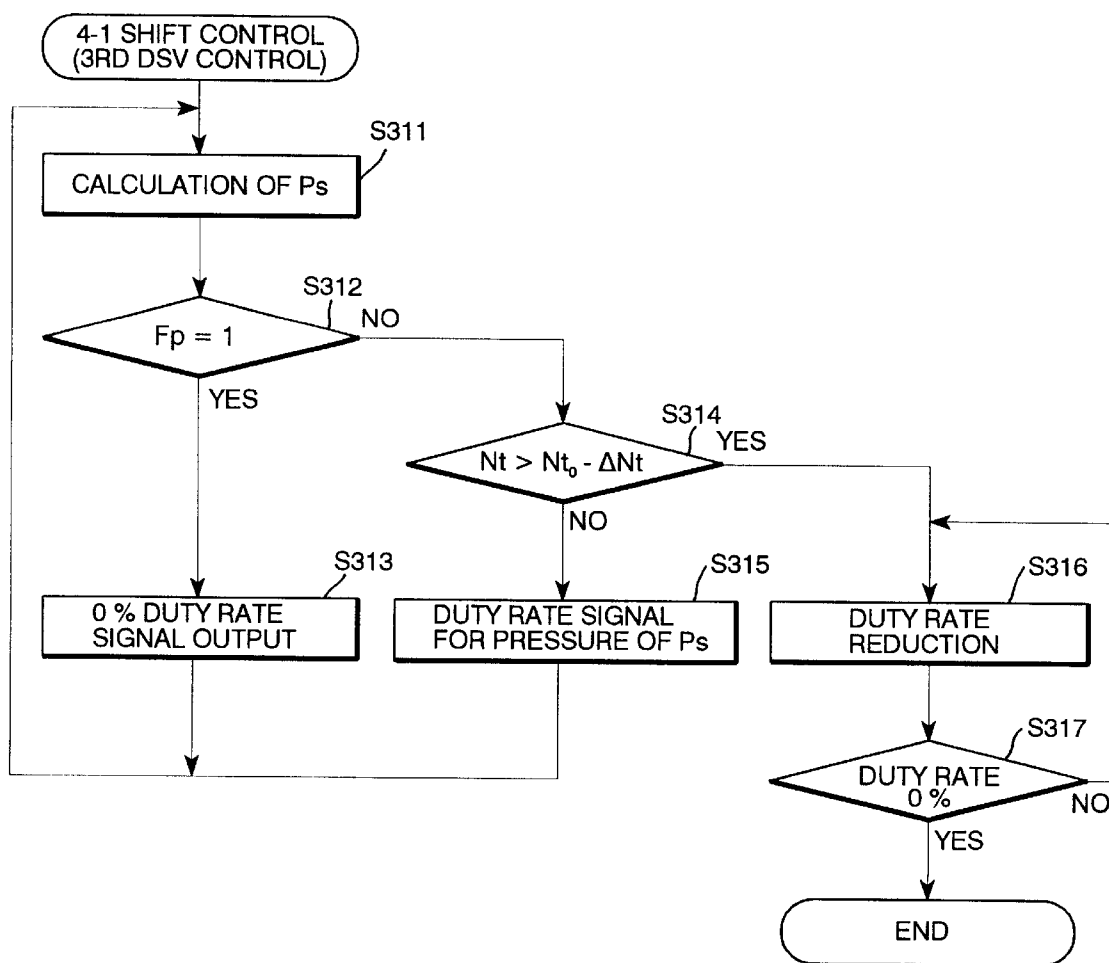 4-1 SHIFT CONTROL
(3RD DSV CONTROL)
S311
CALCULATION OF Ps
S312
Fp = 1
NO
YES
S314
Nt > Nt₀ - ΔNt
YES
NO
S313
0 % DUTY RATE
SIGNAL OUTPUT
S315
DUTY RATE SIGNAL
FOR PRESSURE OF Ps
S316
DUTY RATE
REDUCTION
S317
DUTY RATE
0 %
NO
YES
END